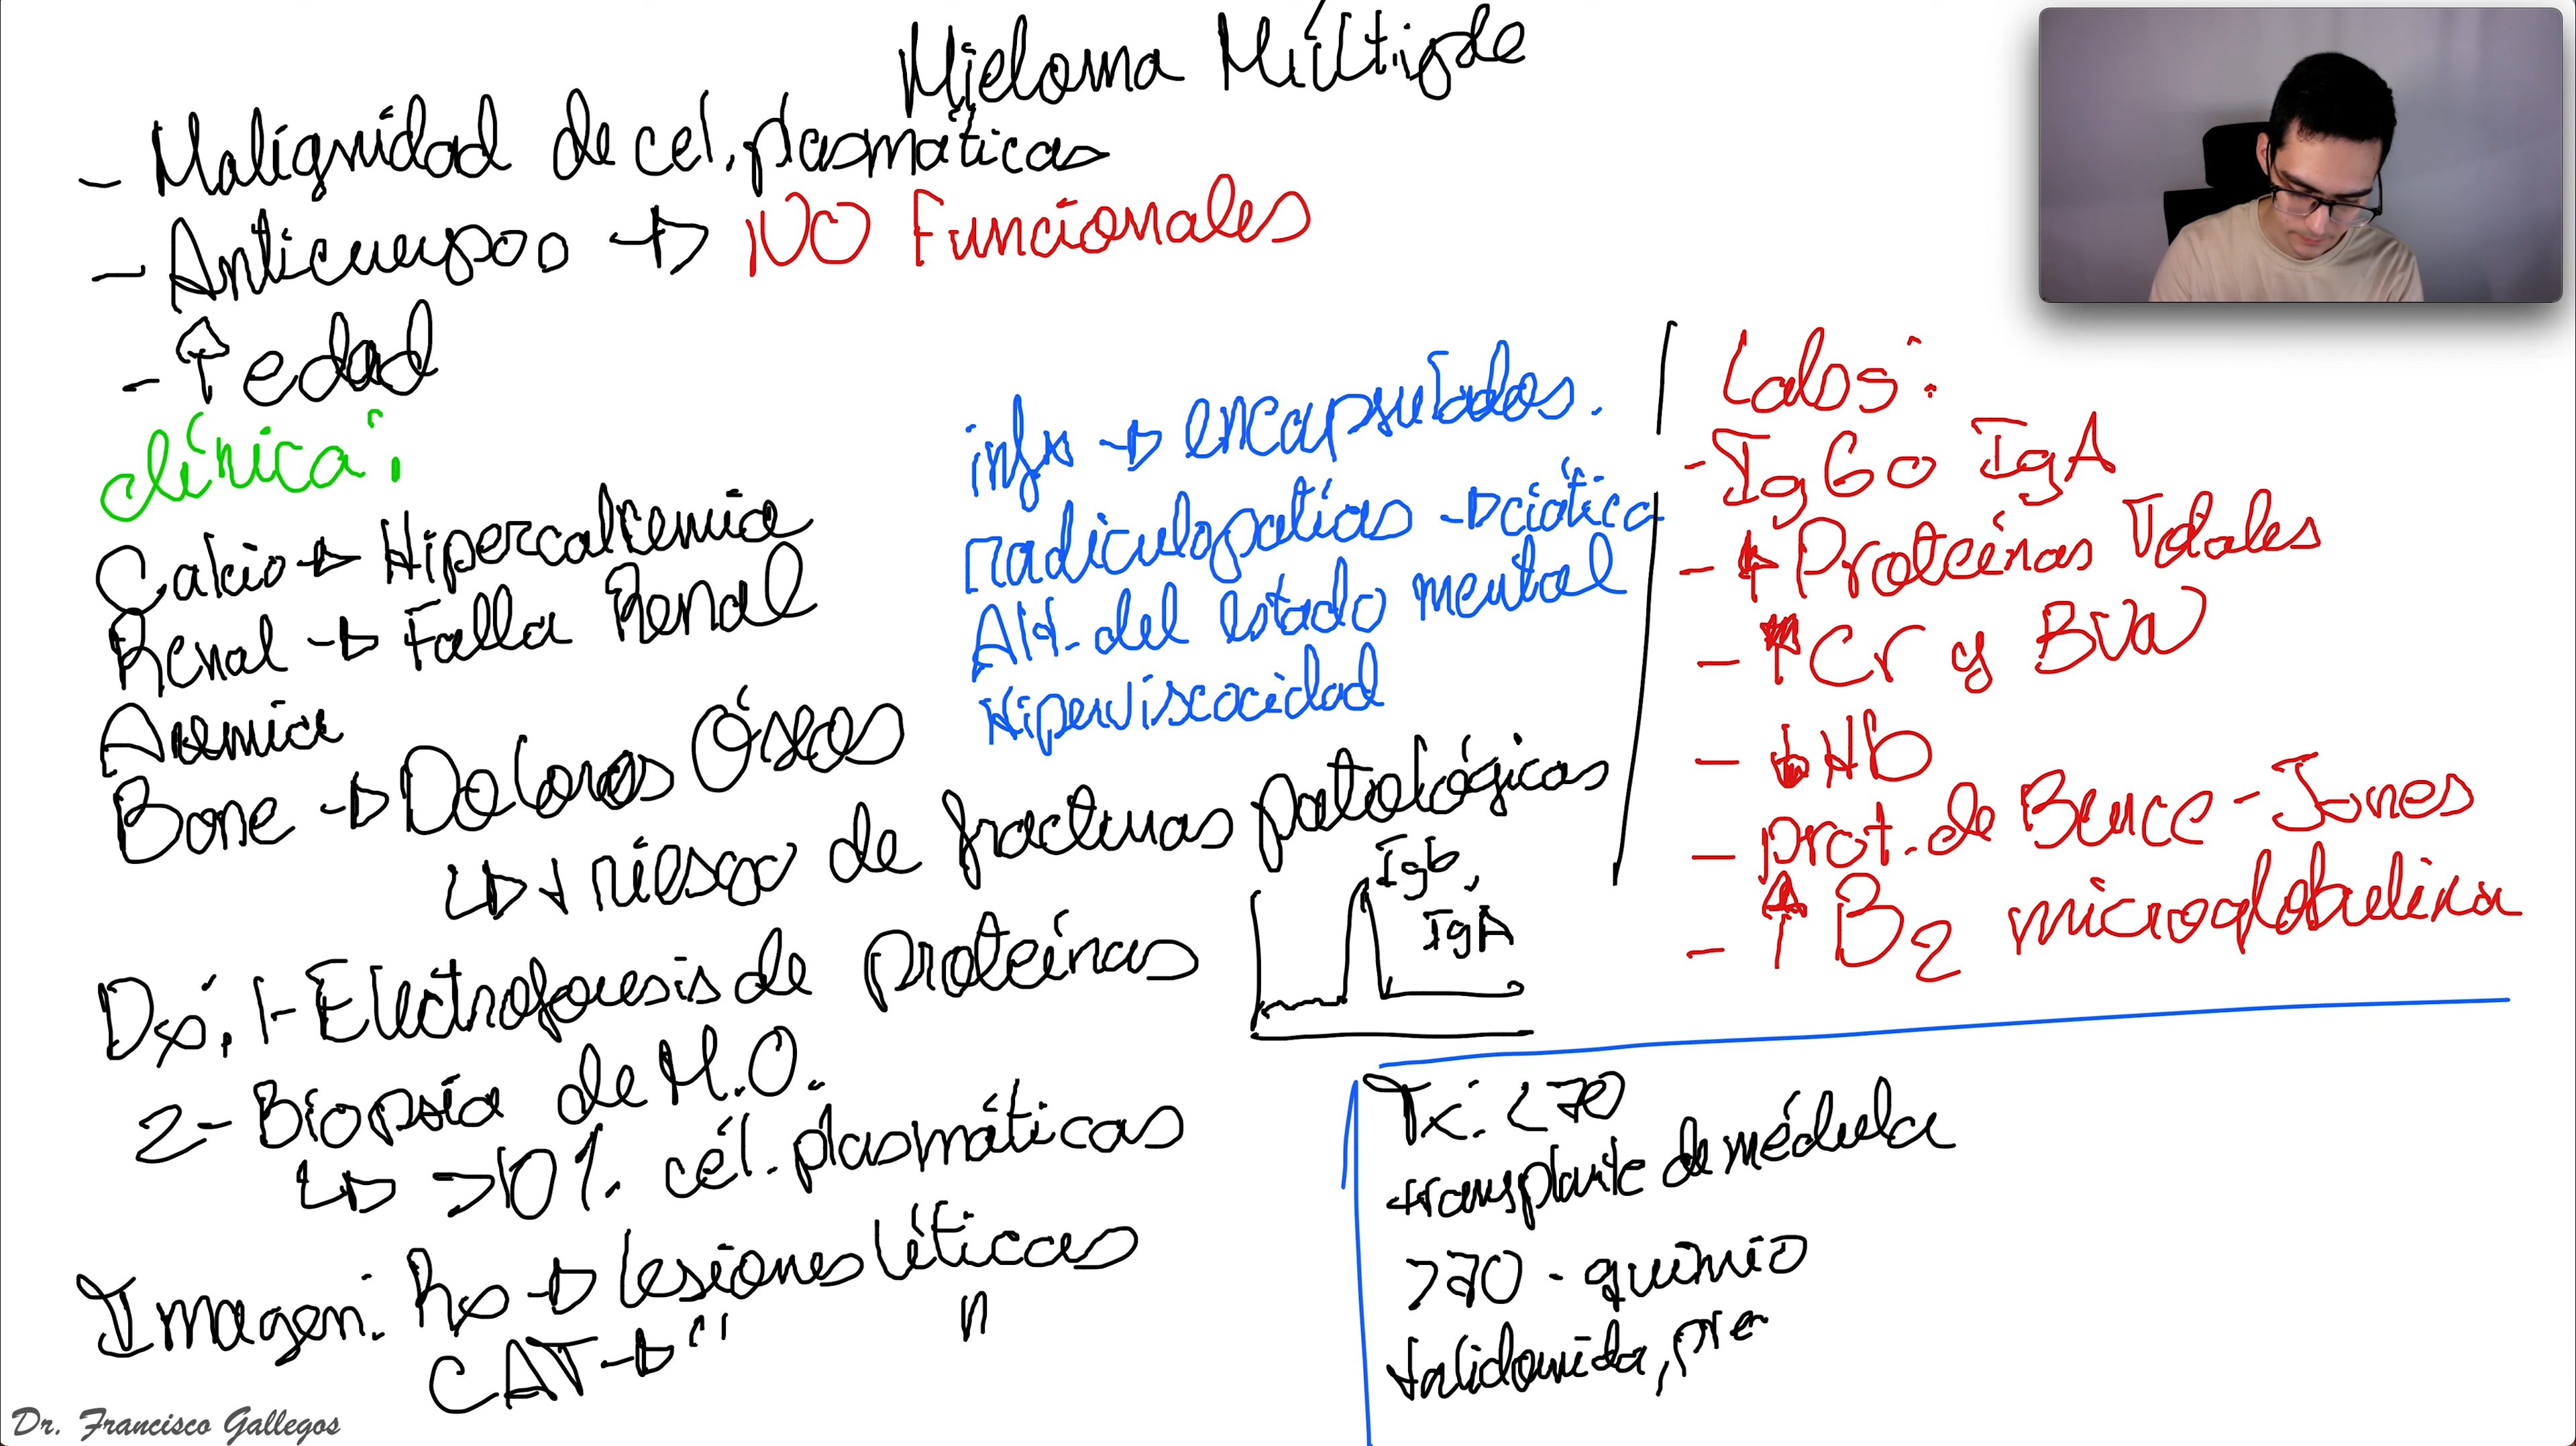 Mieloma Múltiple
- Malignidad de cel. plasmáticas
- Anticuerpos → NO Funcionales
- ↑ edad
clínica:
Calcio → Hipercalcemia
Renal → Falla Renal
Anemia
Bone → Dolores Óseos
↳ + riesgo de fracturas patológicas
infx → encapsulados.
radiculopatías → ciática
Alt. del estado mental
Hiperviscocidad
Labs:
- IgG o IgA
- ↑ Proteínas Totales
- ↑ Cr y BUN
- ↓ Hb
- prot. de Bence-Jones
- ↑ B2 microglobulina
Dx: 1- Electroforesis de proteínas
IgG,
IgA
2- Biopsia de M.O.
↳ >10%. cél. plasmáticas
Imagen: Rx → lesiones líticas
CAT → " "
Tx: <70
transplante de médula
>70 - quimio
talidomida, pre
Dr. Francisco Gallegos